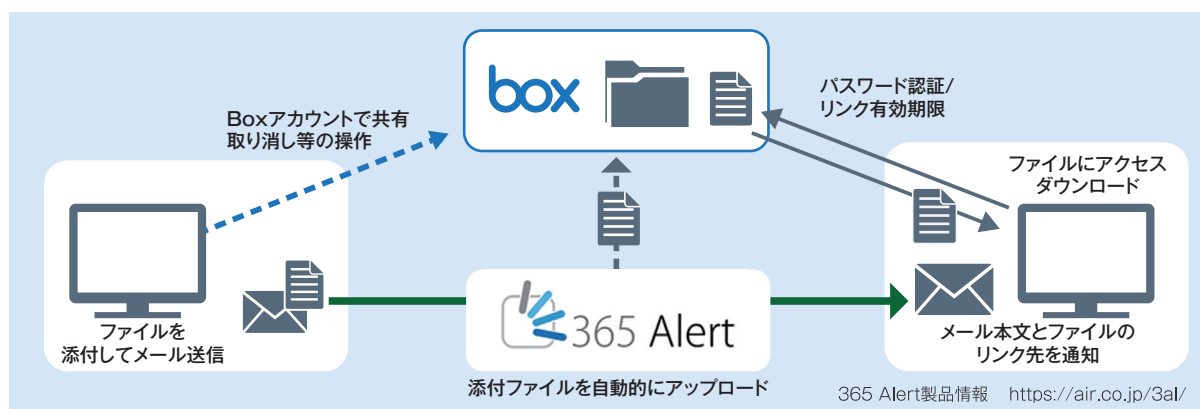 box
パスワード認証/
リンク有効期限
Boxアカウントで共有
取り消し等の操作
ファイルにアクセス
ダウンロード
ファイルを
添付してメール送信
365 Alert
メール本文とファイルの
リンク先を通知
添付ファイルを自動的にアップロード
365 Alert製品情報 https://air.co.jp/3al/